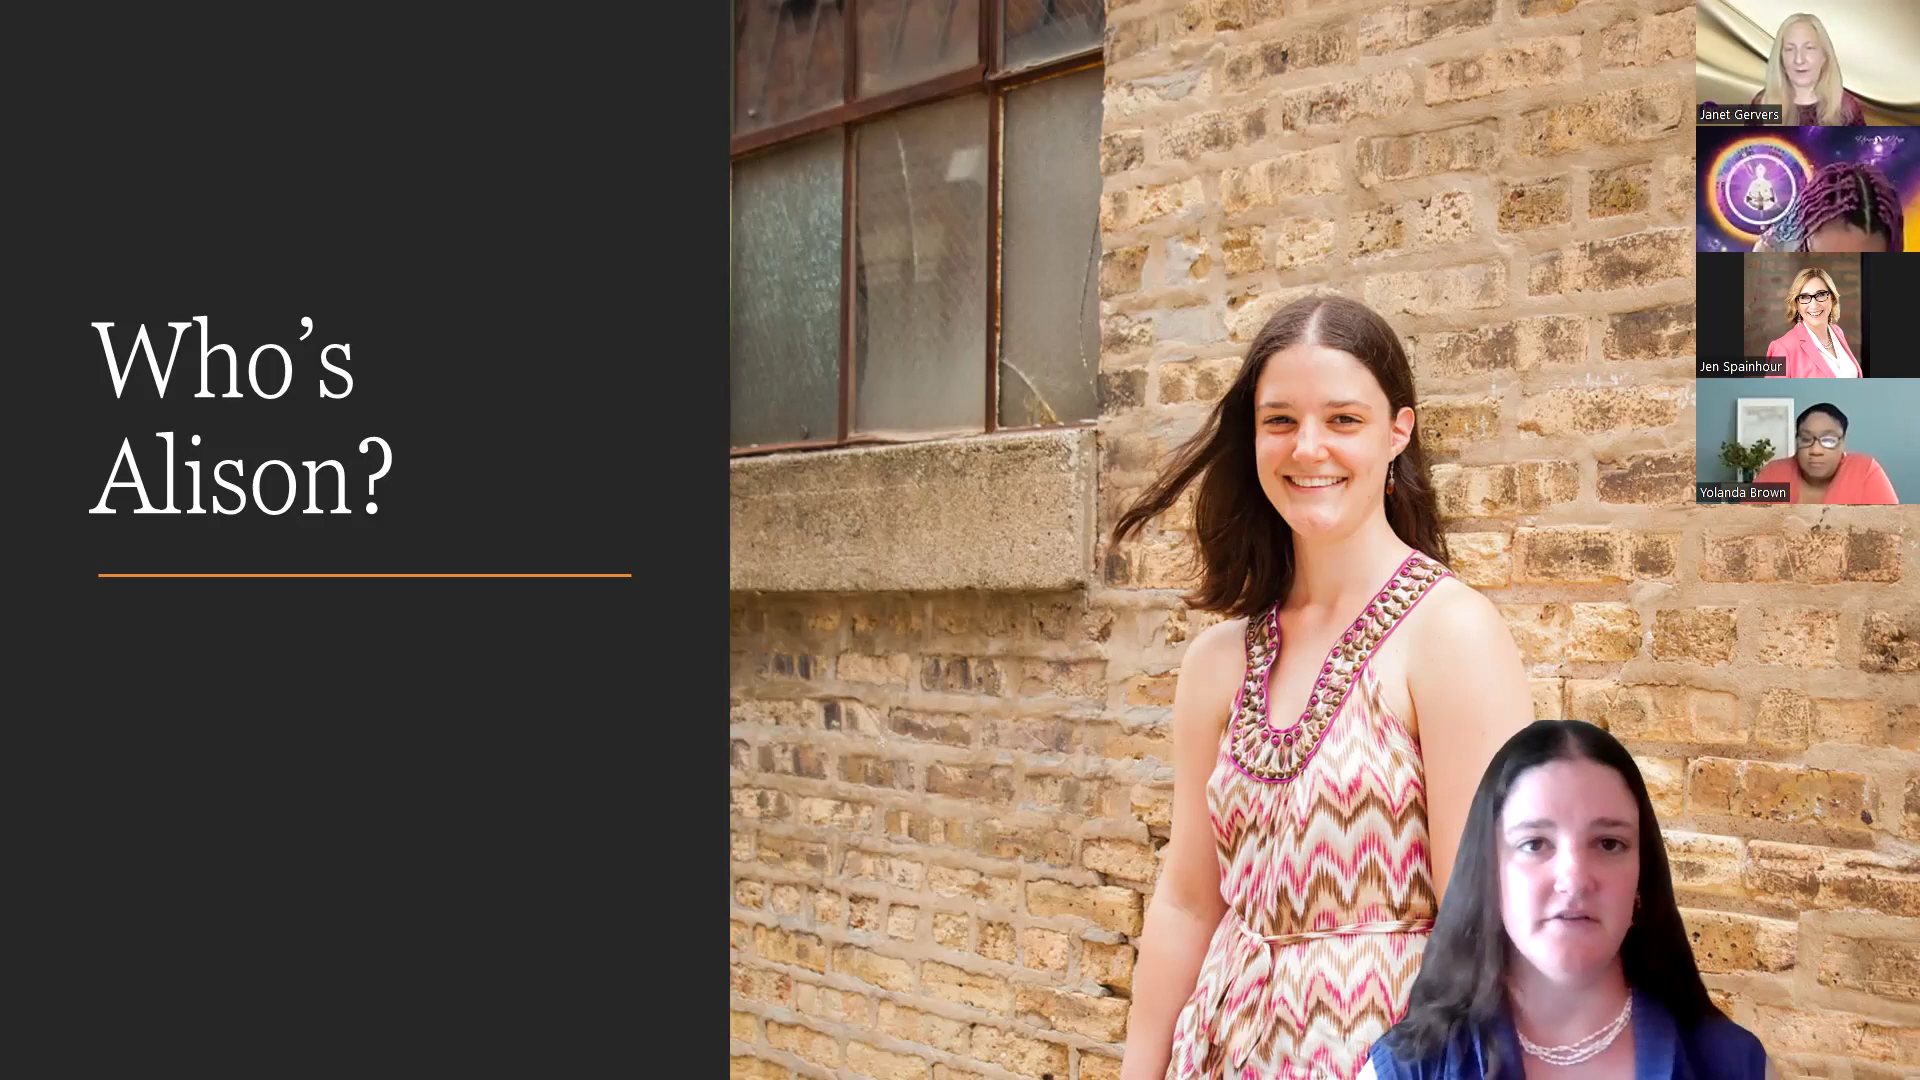 Who’s
Alison?
Janet Gervers
Jen Spainhour
Yolanda Brown